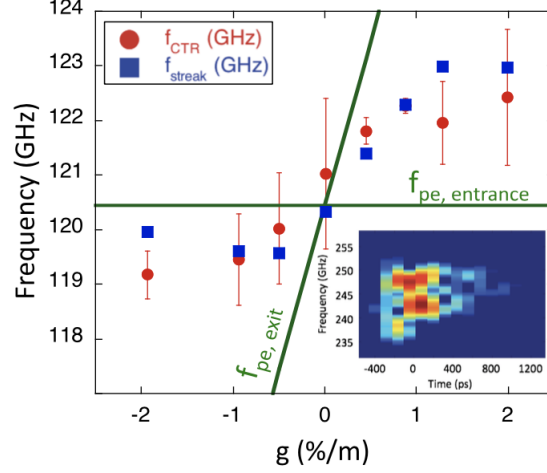 124
123
122
121
120
119
118
Frequency (GHz)
f_CTR (GHz)
f_streak (GHz)
f_pe, entrance
f_pe, exit
Frequency (GHz)
255
250
245
240
235
-400 0 400 800 1200
Time (ps)
-2 -1 0 1 2
g (%/m)